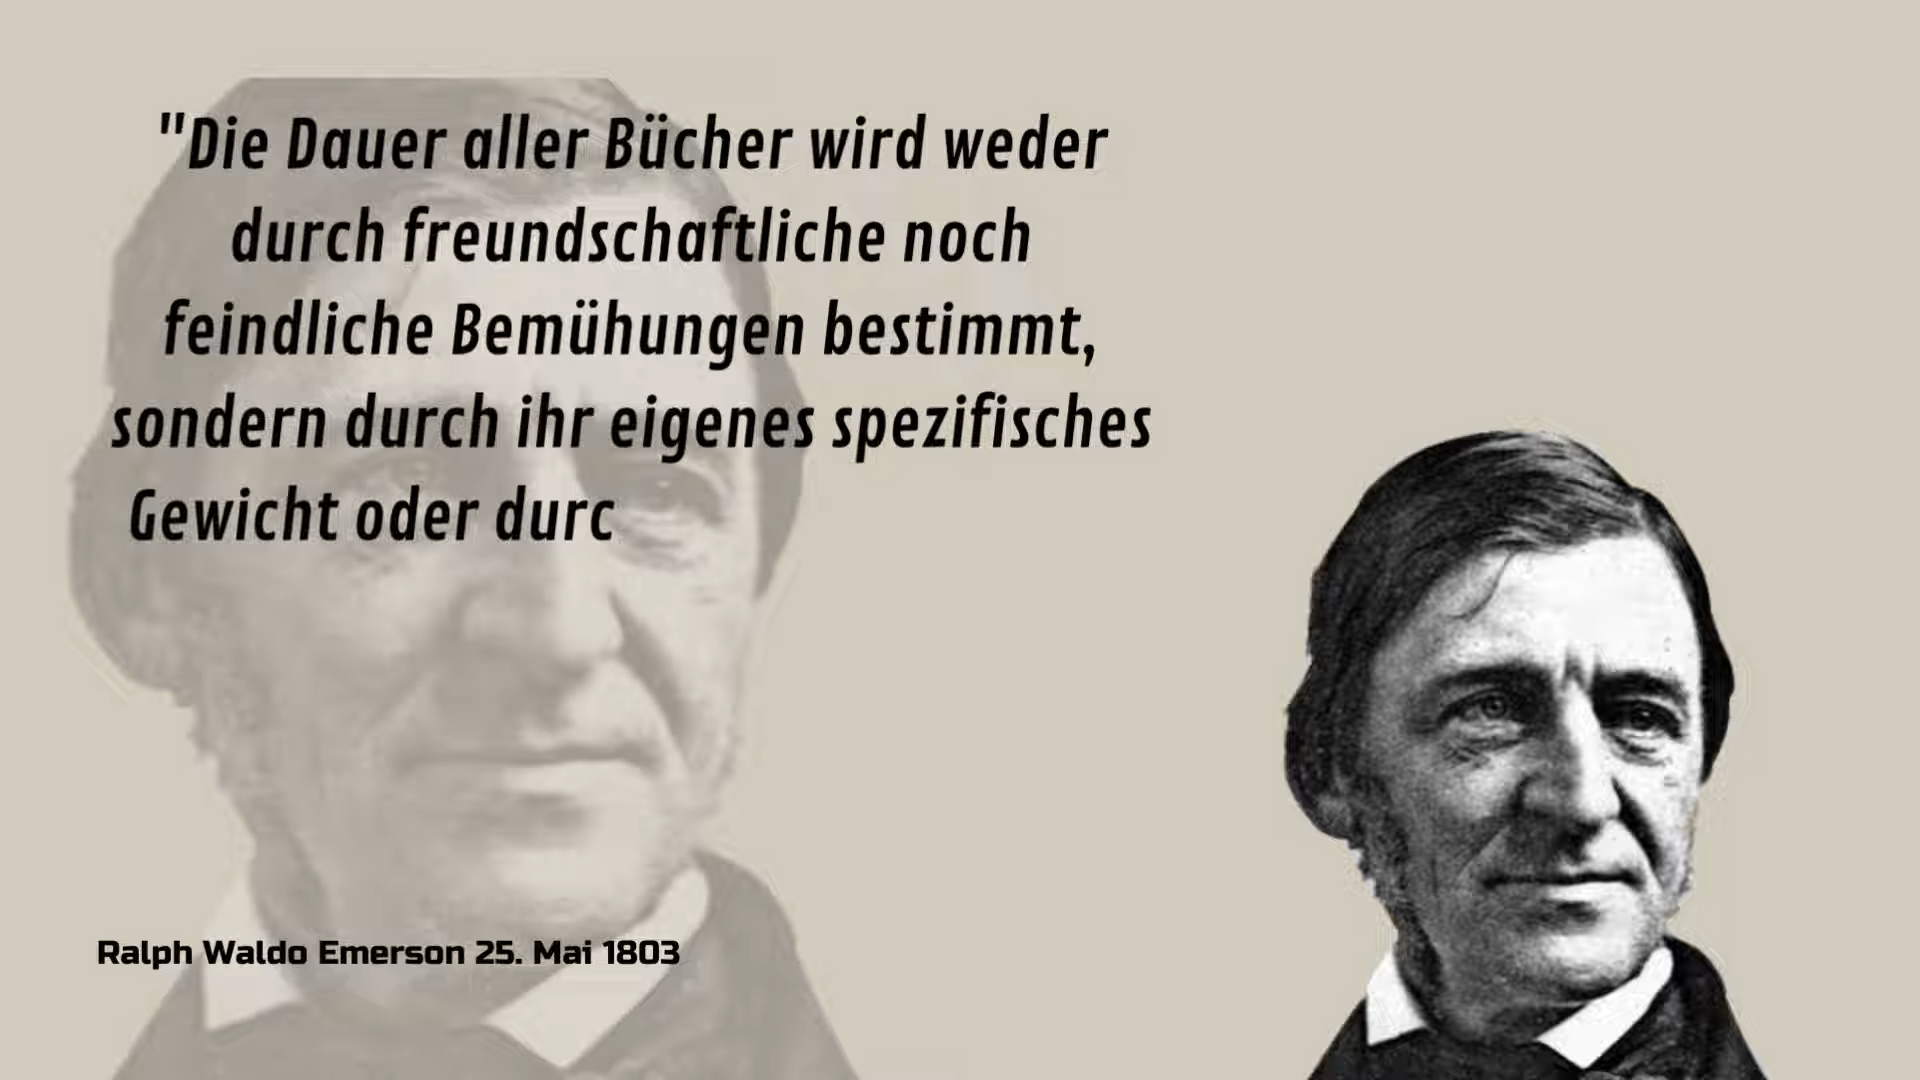 "Die Dauer aller Bücher wird weder
durch freundschaftliche noch
feindliche Bemühungen bestimmt,
sondern durch ihr eigenes spezifisches
Gewicht oder durc
Ralph Waldo Emerson 25. Mai 1803